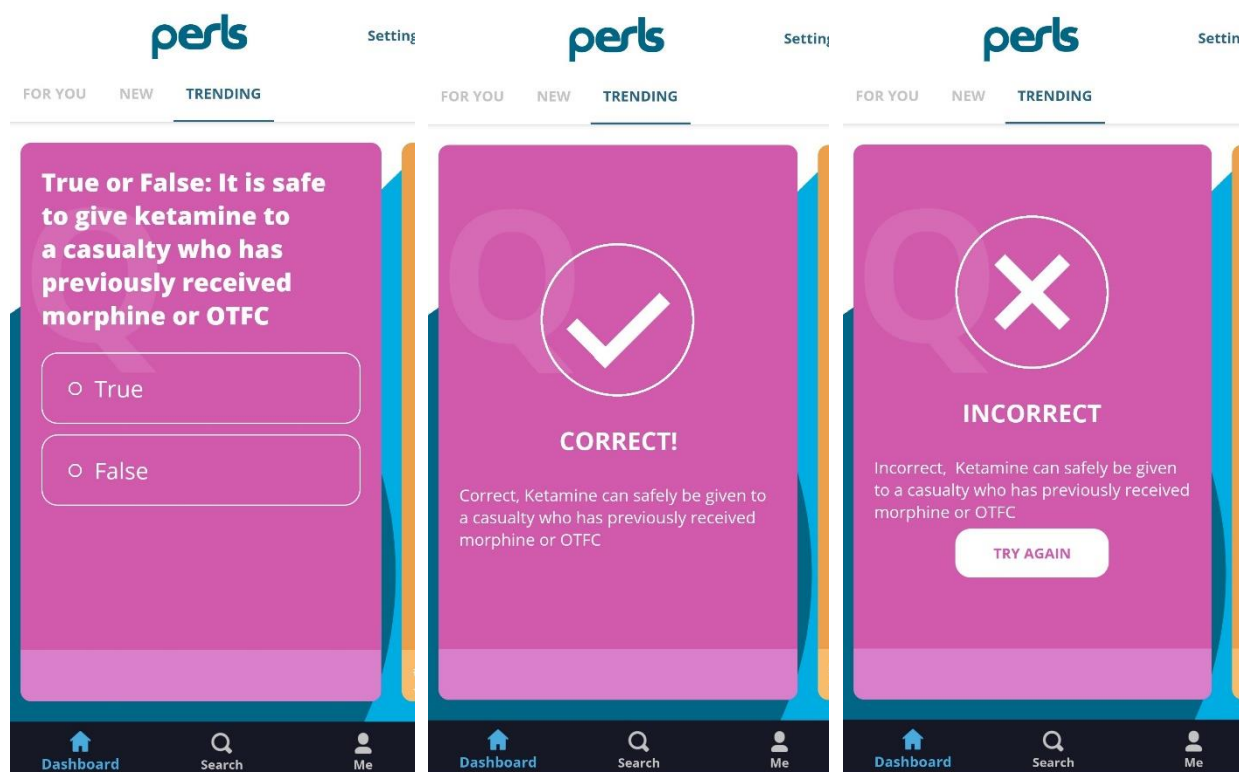 perls
Setting
FOR YOU NEW TRENDING
True or False: It is safe
to give ketamine to
a casualty who has
previously received
morphine or OTFC
Q
True
False
Dashboard Search Me
perls
Setting
FOR YOU NEW TRENDING
Q
CORRECT!
Correct, Ketamine can safely be given to
a casualty who has previously received
morphine or OTFC
Dashboard Search Me
perls
Settin
FOR YOU NEW TRENDING
Q
INCORRECT
Incorrect,  Ketamine can safely be given
to a casualty who has previously received
morphine or OTFC
TRY AGAIN
Dashboard Search Me